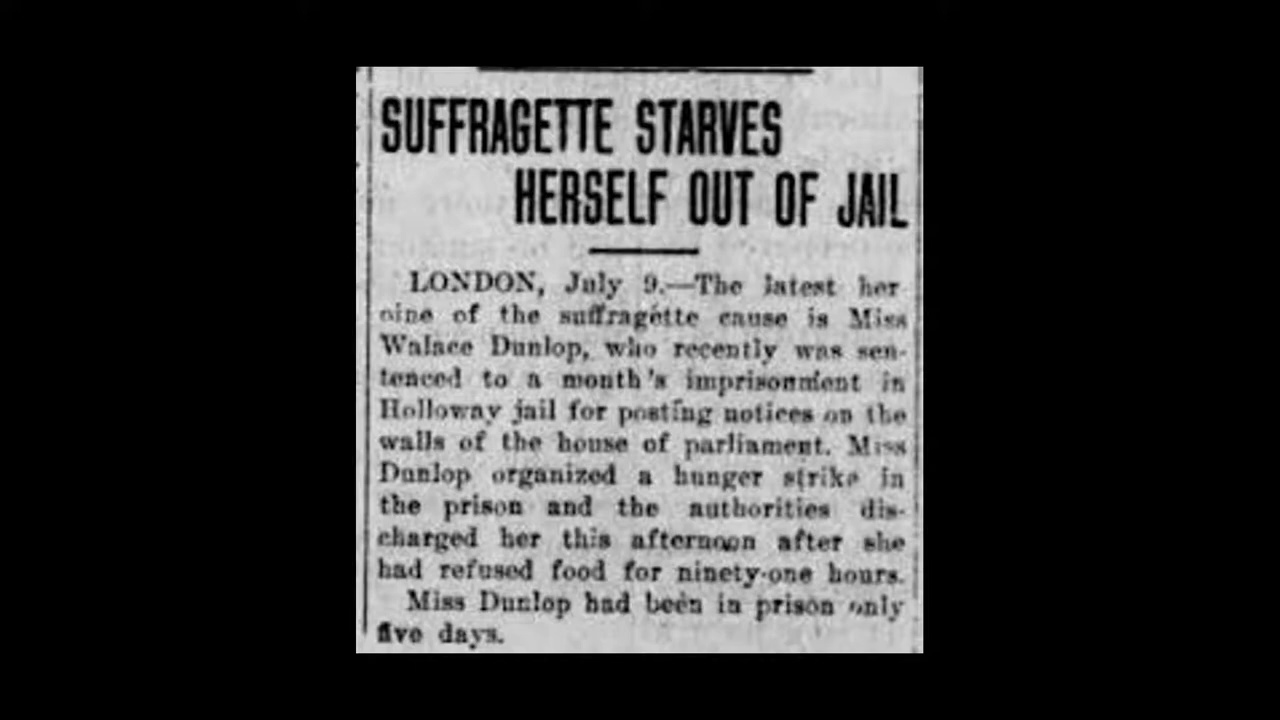 SUFFRAGETTE STARVES
HERSELF OUT OF JAIL
LONDON, July 9.—The latest her
oine of the suffragette cause is Miss
Walace Dunlop, who recently was sen-
tenced to a month's imprisonment in
Holloway jail for posting notices on the
walls of the house of parliament. Miss
Dunlop organized a hunger strike in
the prison and the authorities dis-
charged her this afternoon after she
had refused food for ninety-one hours.
Miss Dunlop had been in prison only
five days.